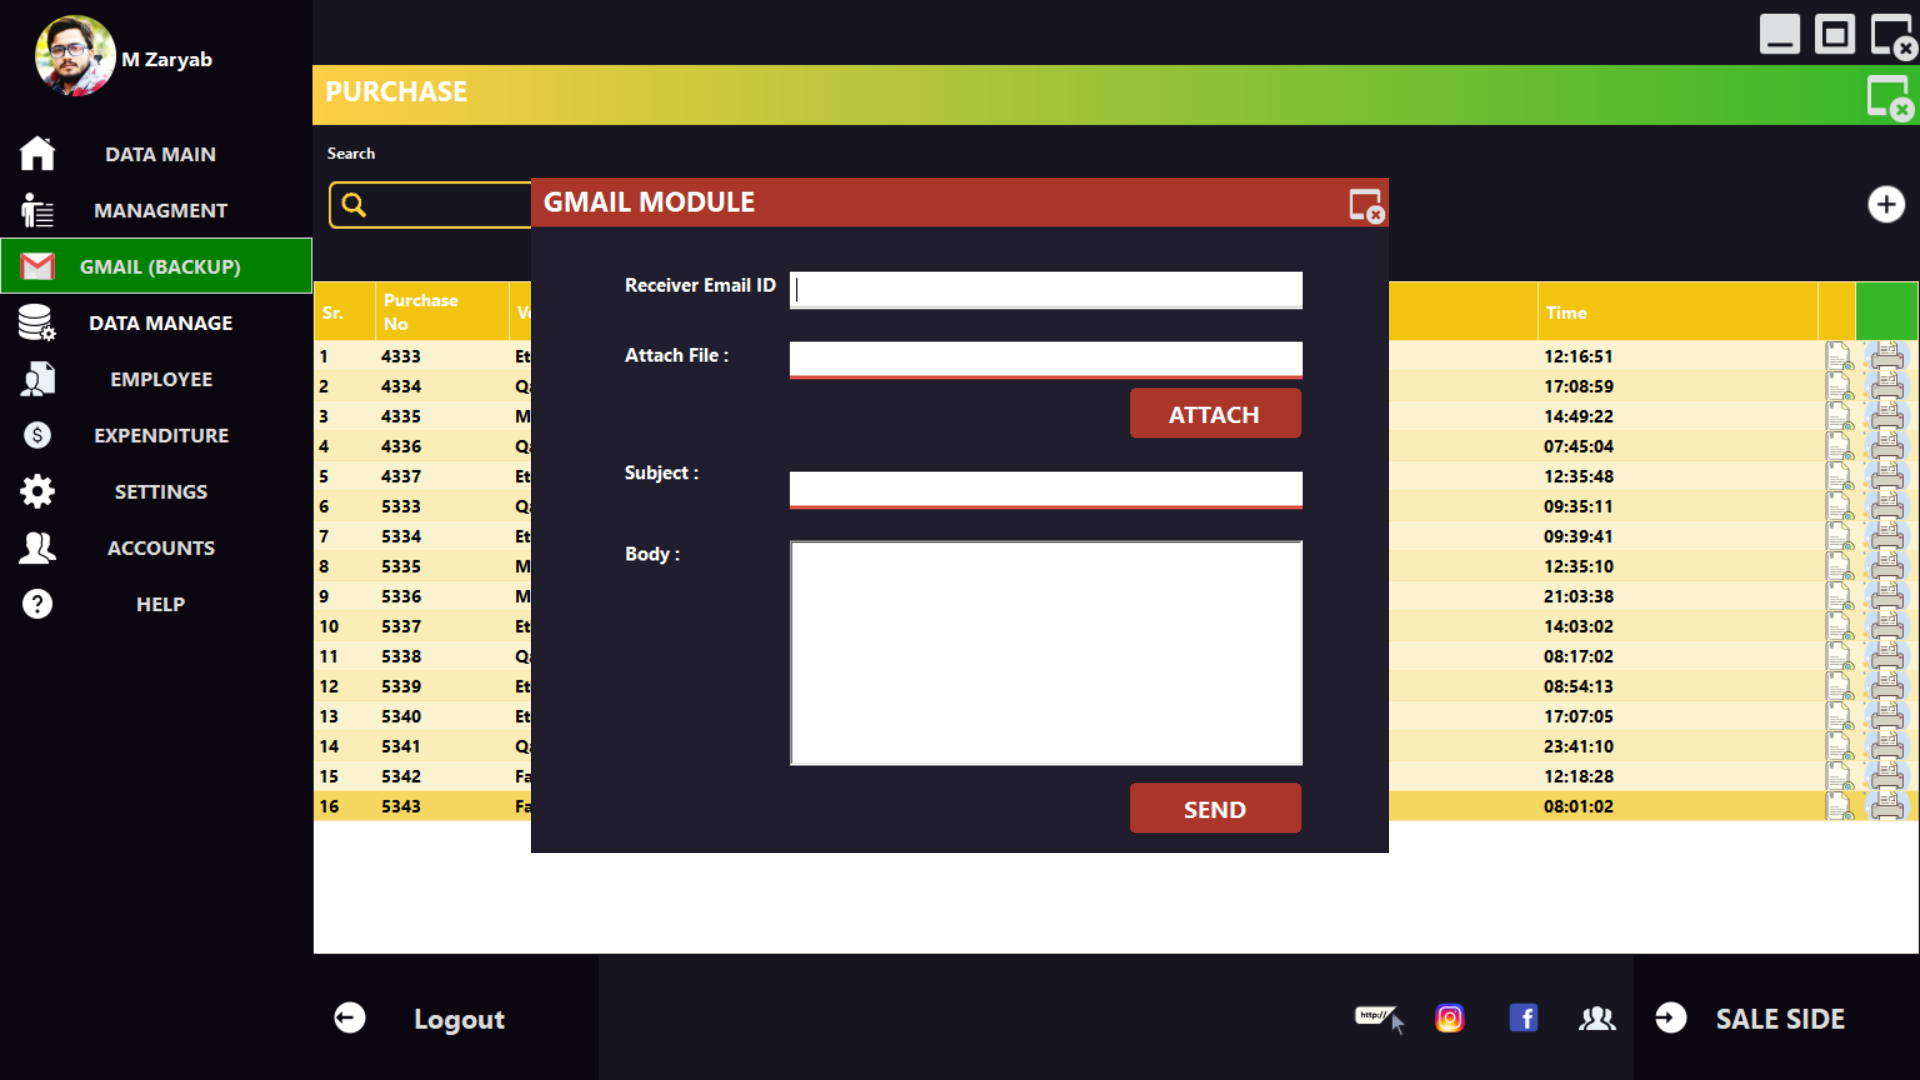 M Zaryab
PURCHASE
DATA MAIN
MANAGMENT
GMAIL (BACKUP)
DATA MANAGE
EMPLOYEE
EXPENDITURE
SETTINGS
ACCOUNTS
HELP
Search
GMAIL MODULE
Receiver Email ID
Attach File :
ATTACH
Subject :
Body :
SEND
Sr. Purchase No Time
1 4333 Et 12:16:51
2 4334 17:08:59
3 4335 M 14:49:22
4 4336 07:45:04
5 4337 Et 12:35:48
6 5333 09:35:11
7 5334 Et 09:39:41
8 5335 M 12:35:10
9 5336 M 21:03:38
10 5337 Et 14:03:02
11 5338 08:17:02
12 5339 Et 08:54:13
13 5340 Et 17:07:05
14 5341 23:41:10
15 5342 Fa 12:18:28
16 5343 Fa 08:01:02
Logout
http://
SALE SIDE